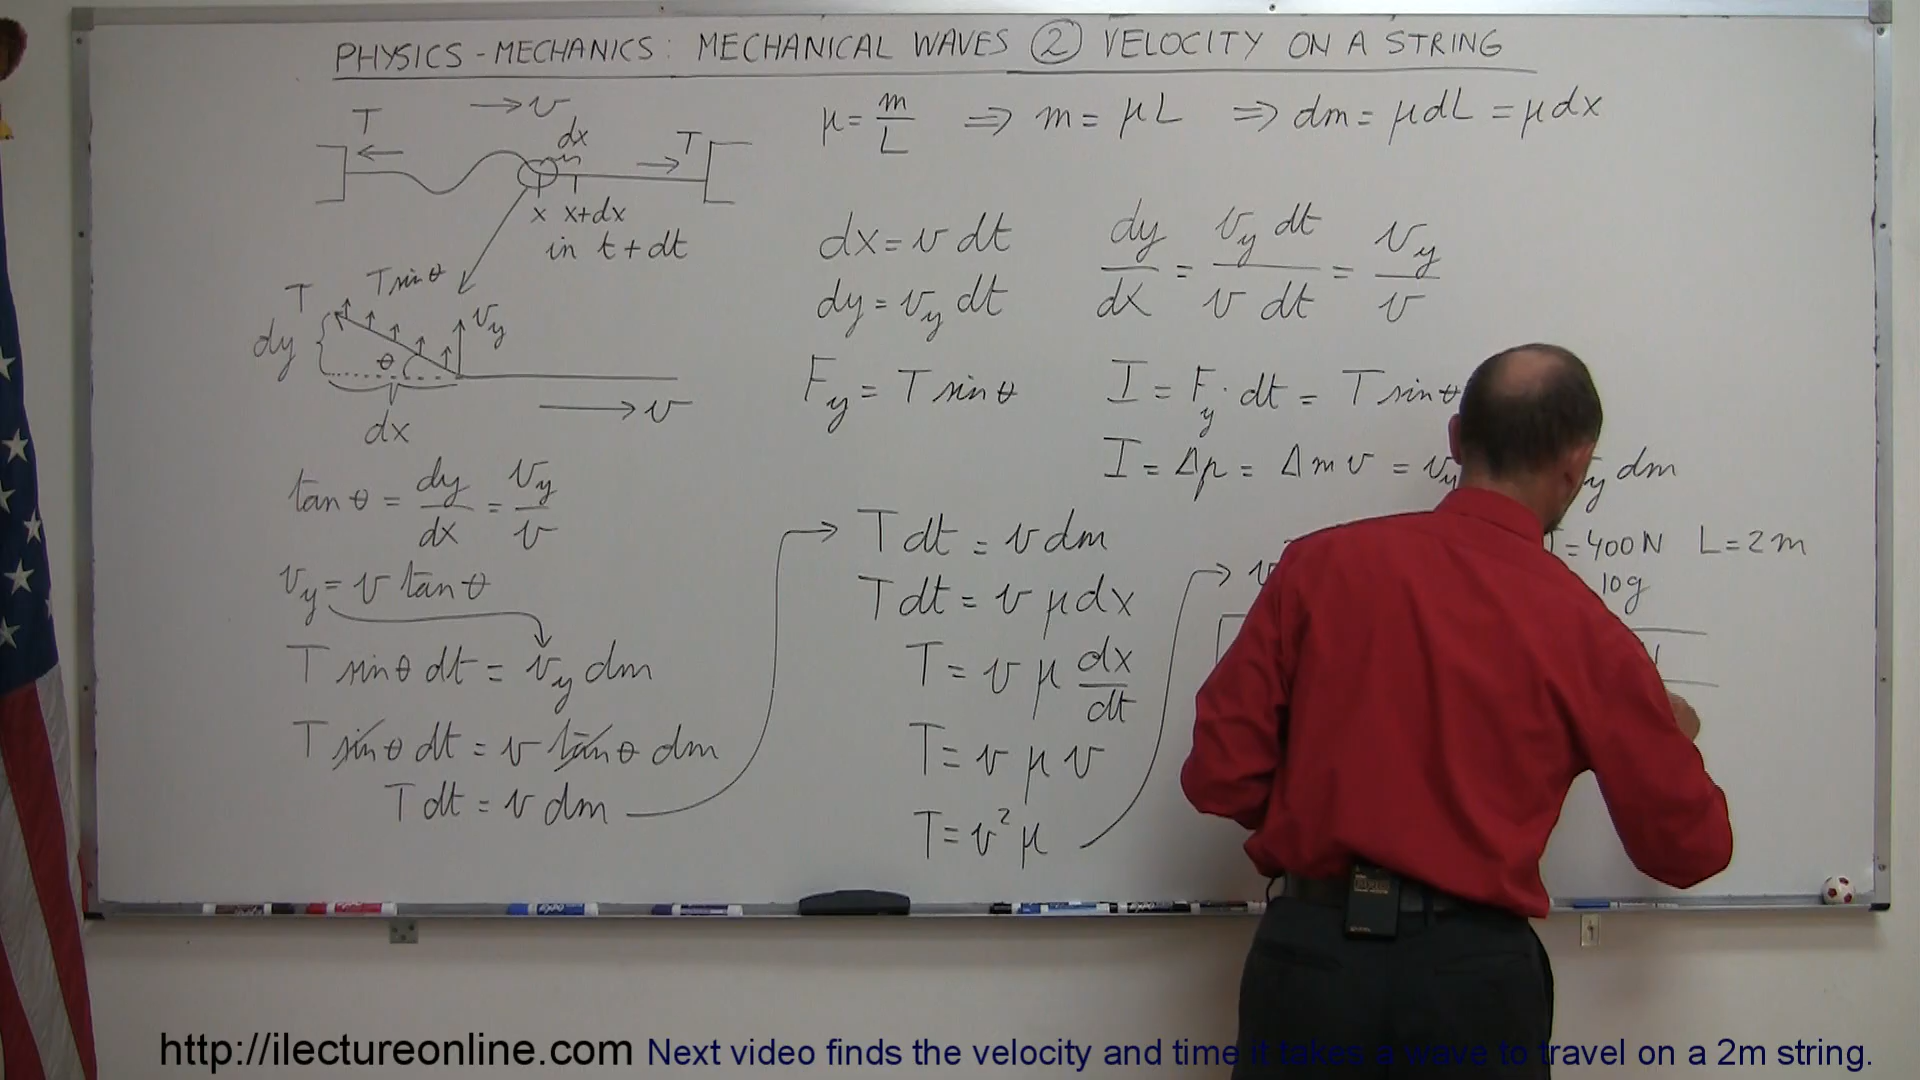 PHYSICS - MECHANICS: MECHANICAL WAVES ② VELOCITY ON A STRING
T → v
dx
T
x x+dx
in t + dt
μ = m/L ⇒ m = μL ⇒ dm = μdL = μdx
T T sin θ
dy θ v_y
→ v
dx
dx = v dt
dy = v_y dt
dy/dx = v_y dt / v dt = v_y / v
F_y = T sin θ
I = F_y · dt = T sin θ
I = Δp = Δm v = v_y
dm
tan θ = dy/dx = v_y/v
v_y = v tan θ
T sin θ dt = v_y dm
T sin θ dt = v tan θ dm
T dt = v dm
→ T dt = v dm
T dt = v μ dx
T = v μ dx/dt
T = v μ v
T = v² μ
→ v
= 400N L = 2m
10g
http://ilectureonline.com Next video finds the velocity and time it takes a wave to travel on a 2m string.